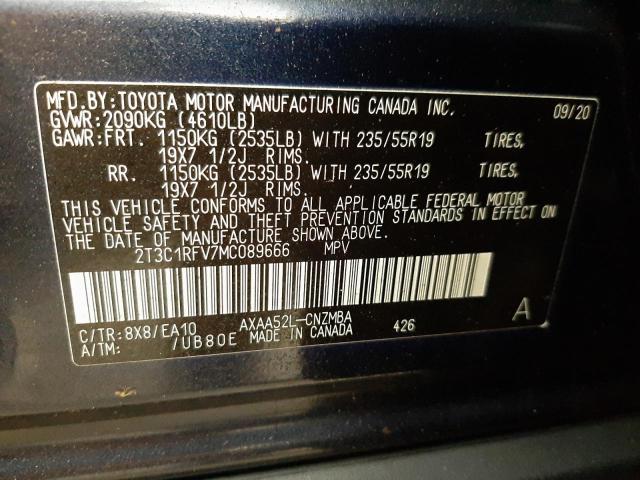 MFD.BY:TOYOTA MOTOR MANUFACTURING CANADA INC. 09/20
GVWR:2090KG (4610LB)
GAWR:FRT. 1150KG (2535LB) WITH 235/55R19 TIRES,
19X7 1/2J RIMS.
RR. 1150KG (2535LB) WITH 235/55R19 TIRES,
19X7 1/2J RIMS.
THIS VEHICLE CONFORMS TO ALL APPLICABLE FEDERAL MOTOR
VEHICLE SAFETY AND THEFT PREVENTION STANDARDS IN EFFECT ON
THE DATE OF MANUFACTURE SHOWN ABOVE.
2T3C1RFV7MC089666 MPV
C/TR:8X8/EA10 AXAA52L-CNZMBA A
A/TM: /UB80E MADE IN CANADA 426